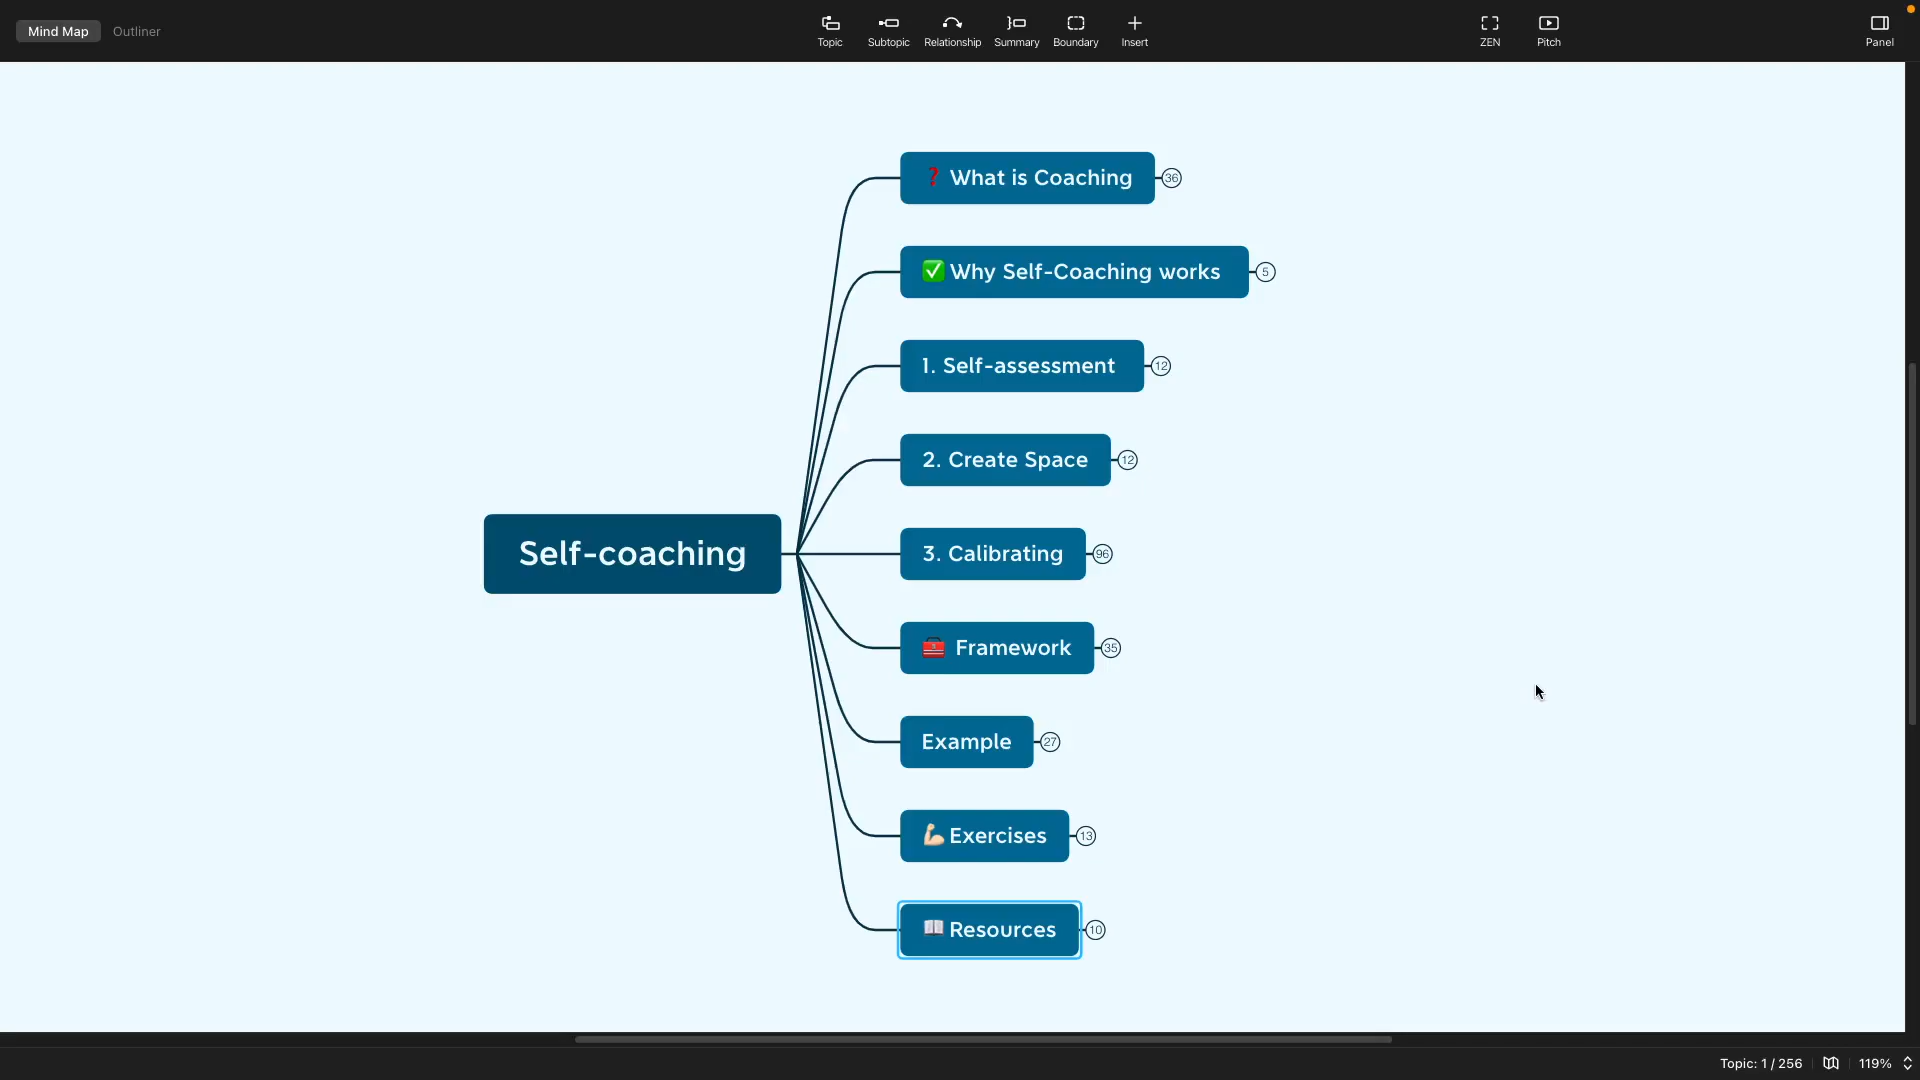 Mind Map
Outliner
Topic
Subtopic
Relationship
Summary
Boundary
Insert
ZEN
Pitch
Panel
Self-coaching
❓ What is Coaching
36
✅ Why Self-Coaching works
5
1. Self-assessment
12
2. Create Space
12
3. Calibrating
96
🧰 Framework
35
Example
27
💪🏻 Exercises
13
📖 Resources
10
Topic: 1 / 256
119%